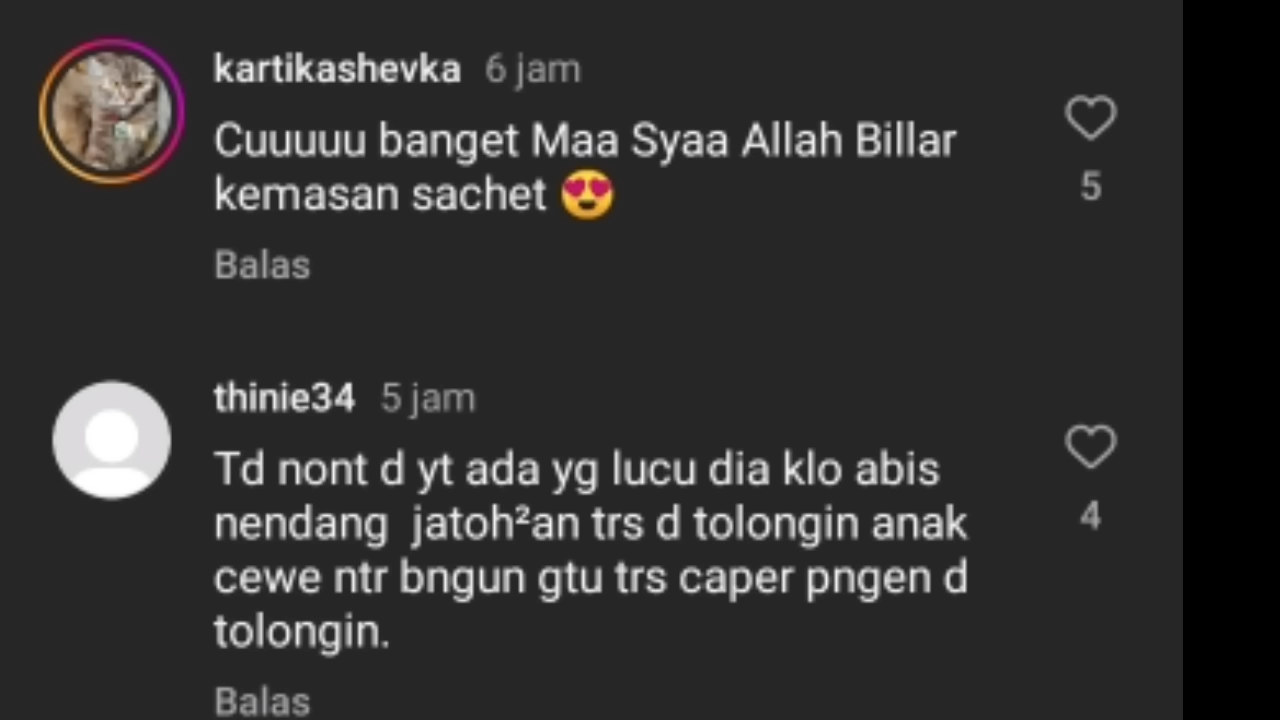 kartikashevka 6 jam
Cuuuuu banget Maa Syaa Allah Billar
kemasan sachet 😍
5
Balas
thinie34 5 jam
Td nont d yt ada yg lucu dia klo abis
nendang jatoh²an trs d tolongin anak
cewe ntr bngun gtu trs caper pngen d
tolongin.
4
Balas